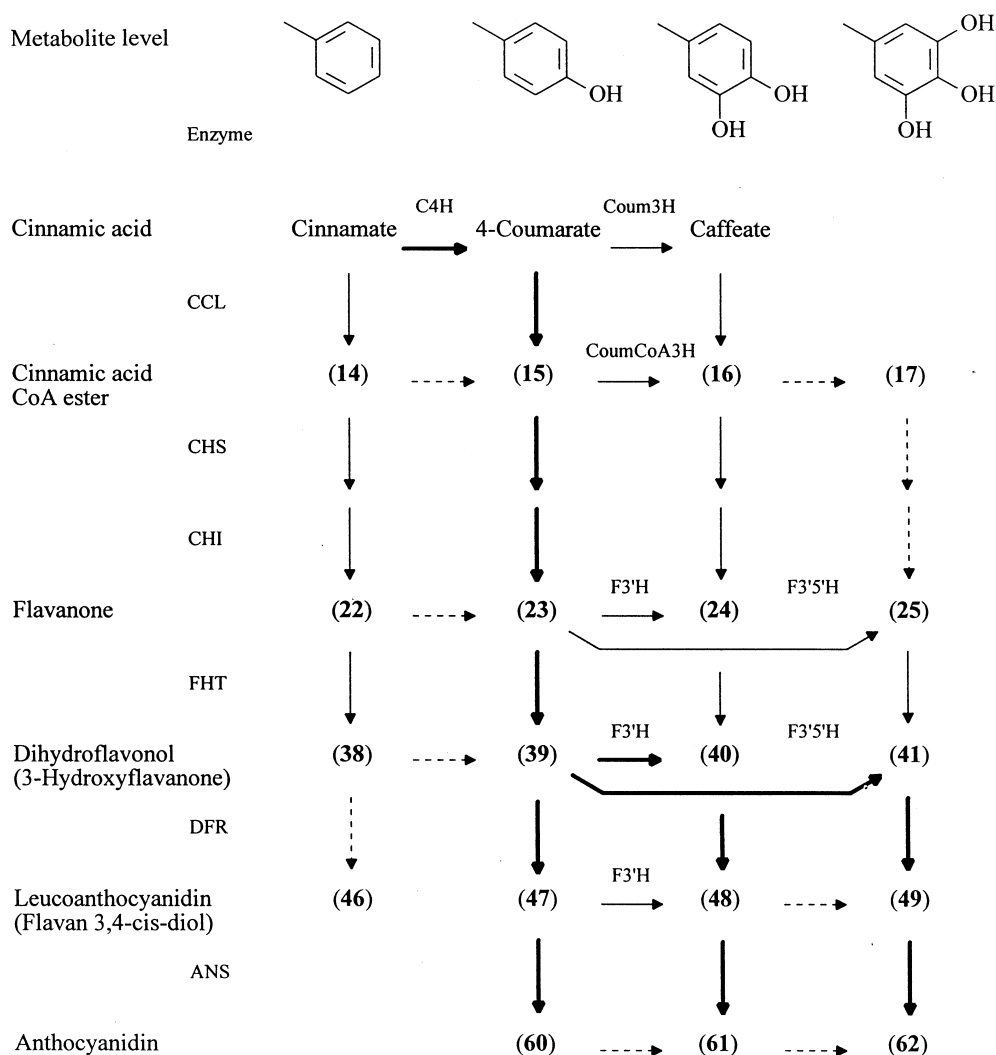 Metabolite level
OH
OH
OH
OH
OH
OH
Enzyme
C4H Coum3H
Cinnamic acid Cinnamate 4-Coumarate Caffeate
CCL
CoumCoA3H
Cinnamic acid (14) (15) (16) (17)
CoA ester
CHS
CHI
F3'H F3'5'H
Flavanone (22) (23) (24) (25)
FHT
F3'H F3'5'H
Dihydroflavonol (38) (39) (40) (41)
(3-Hydroxyflavanone)
DFR
F3'H
Leucoanthocyanidin (46) (47) (48) (49)
(Flavan 3,4-cis-diol)
ANS
Anthocyanidin (60) (61) (62)